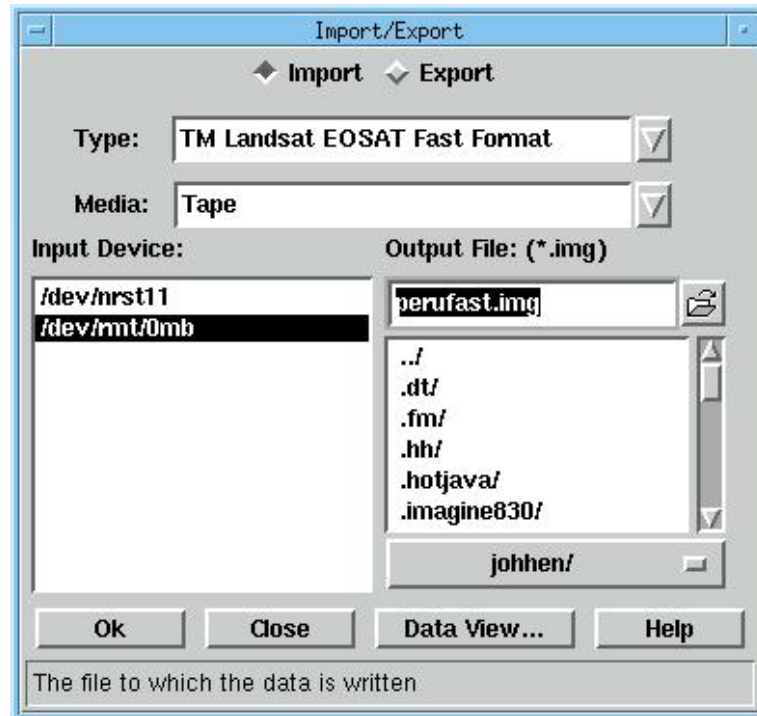 Import/Export
Import Export
Type: TM Landsat EOSAT Fast Format
Media: Tape
Input Device:
Output File: (*.img)
/dev/nrst11
/dev/rmt/0mb
perufast.img
../
.dt/
.fm/
.hh/
.hotjava/
.imagine830/
johhen/
Ok Close Data View... Help
The file to which the data is written